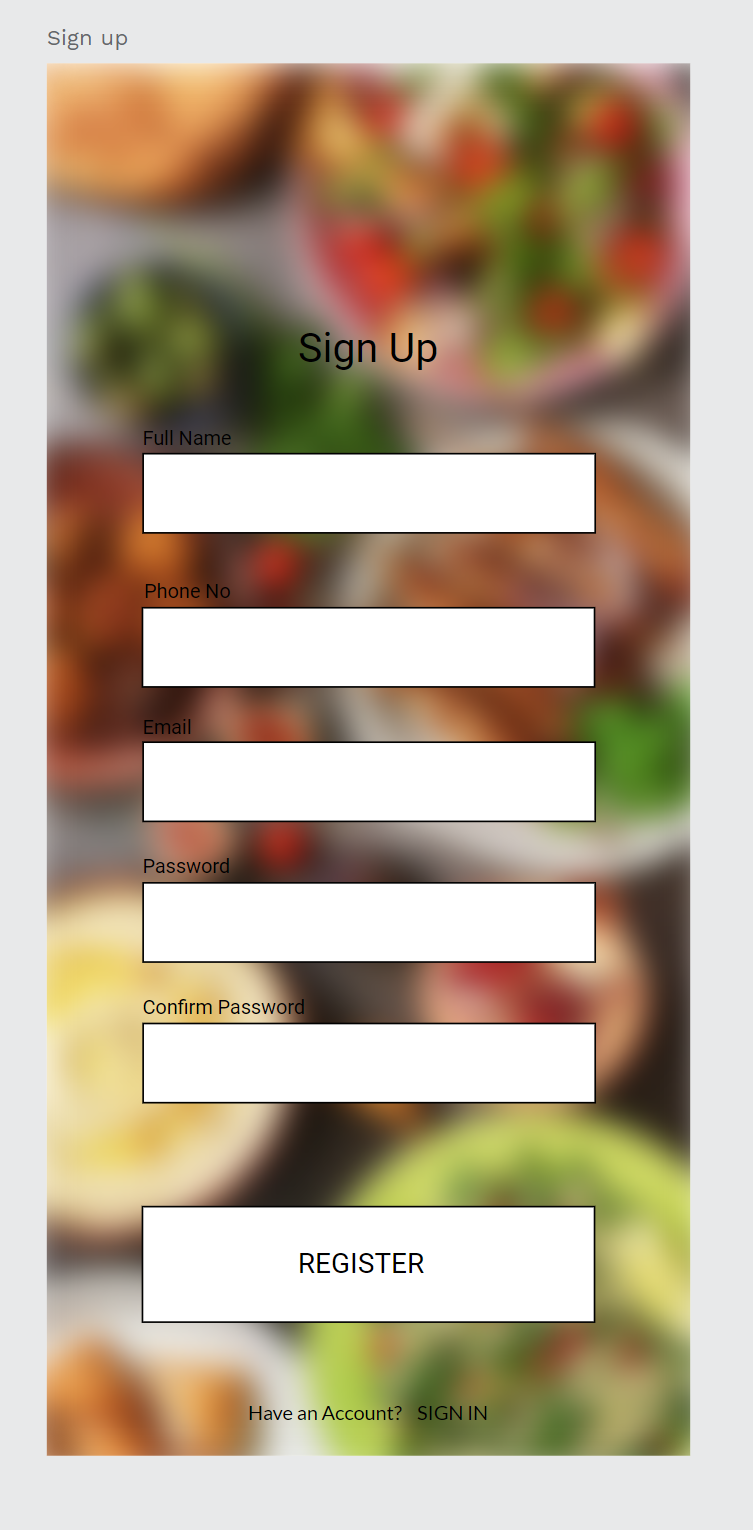 Sign up
Sign Up
Full Name
Phone No
Email
Password
Confirm Password
REGISTER
Have an Account? SIGN IN